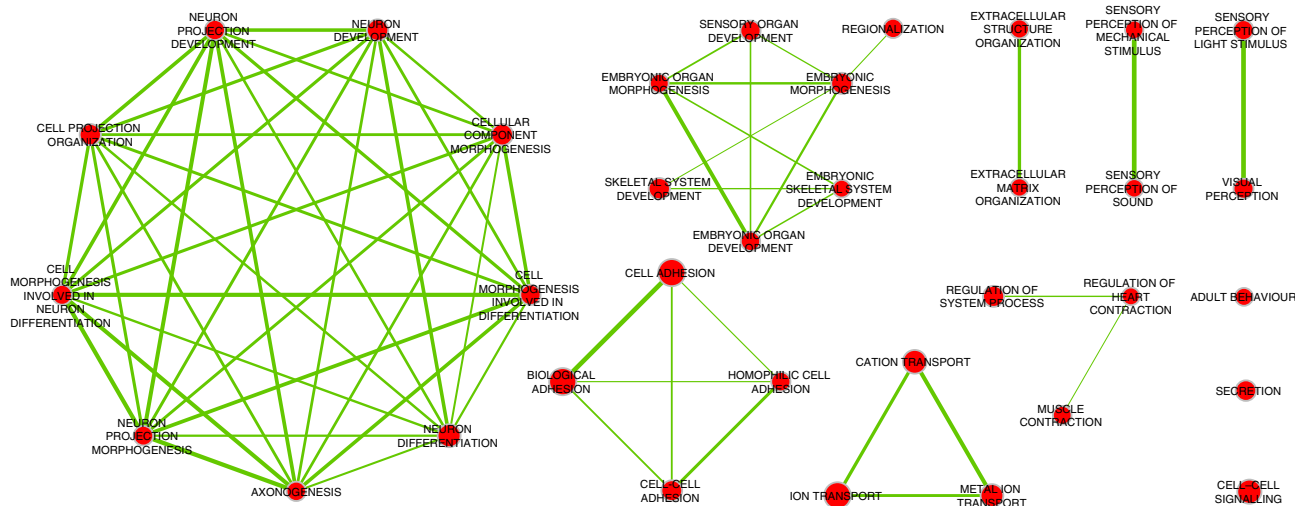 NEURON
PROJECTION
DEVELOPMENT
NEURON
DEVELOPMENT
CELL PROJECTION
ORGANIZATION
CELLULAR
COMPONENT
MORPHOGENESIS
CELL
MORPHOGENESIS
INVOLVED IN
NEURON
DIFFERENTIATION
CELL
MORPHOGENESIS
INVOLVED IN
DIFFERENTIATION
NEURON
PROJECTION
MORPHOGENESIS
NEURON
DIFFERENTIATION
AXONOGENESIS
SENSORY ORGAN
DEVELOPMENT
REGIONALIZATION
EMBRYONIC ORGAN
MORPHOGENESIS
EMBRYONIC
MORPHOGENESIS
SKELETAL SYSTEM
DEVELOPMENT
EMBRYONIC
SKELETAL SYSTEM
DEVELOPMENT
EMBRYONIC ORGAN
DEVELOPMENT
EXTRACELLULAR
STRUCTURE
ORGANIZATION
SENSORY
PERCEPTION OF
MECHANICAL
STIMULUS
SENSORY
PERCEPTION OF
LIGHT STIMULUS
EXTRACELLULAR
MATRIX
ORGANIZATION
SENSORY
PERCEPTION OF
SOUND
VISUAL
PERCEPTION
CELL ADHESION
BIOLOGICAL
ADHESION
HOMOPHILIC CELL
ADHESION
CELL-CELL
ADHESION
REGULATION OF
SYSTEM PROCESS
REGULATION OF
HEART
CONTRACTION
MUSCLE
CONTRACTION
CATION TRANSPORT
ION TRANSPORT
METAL ION
TRANSPORT
ADULT BEHAVIOUR
SECRETION
CELL-CELL
SIGNALLING